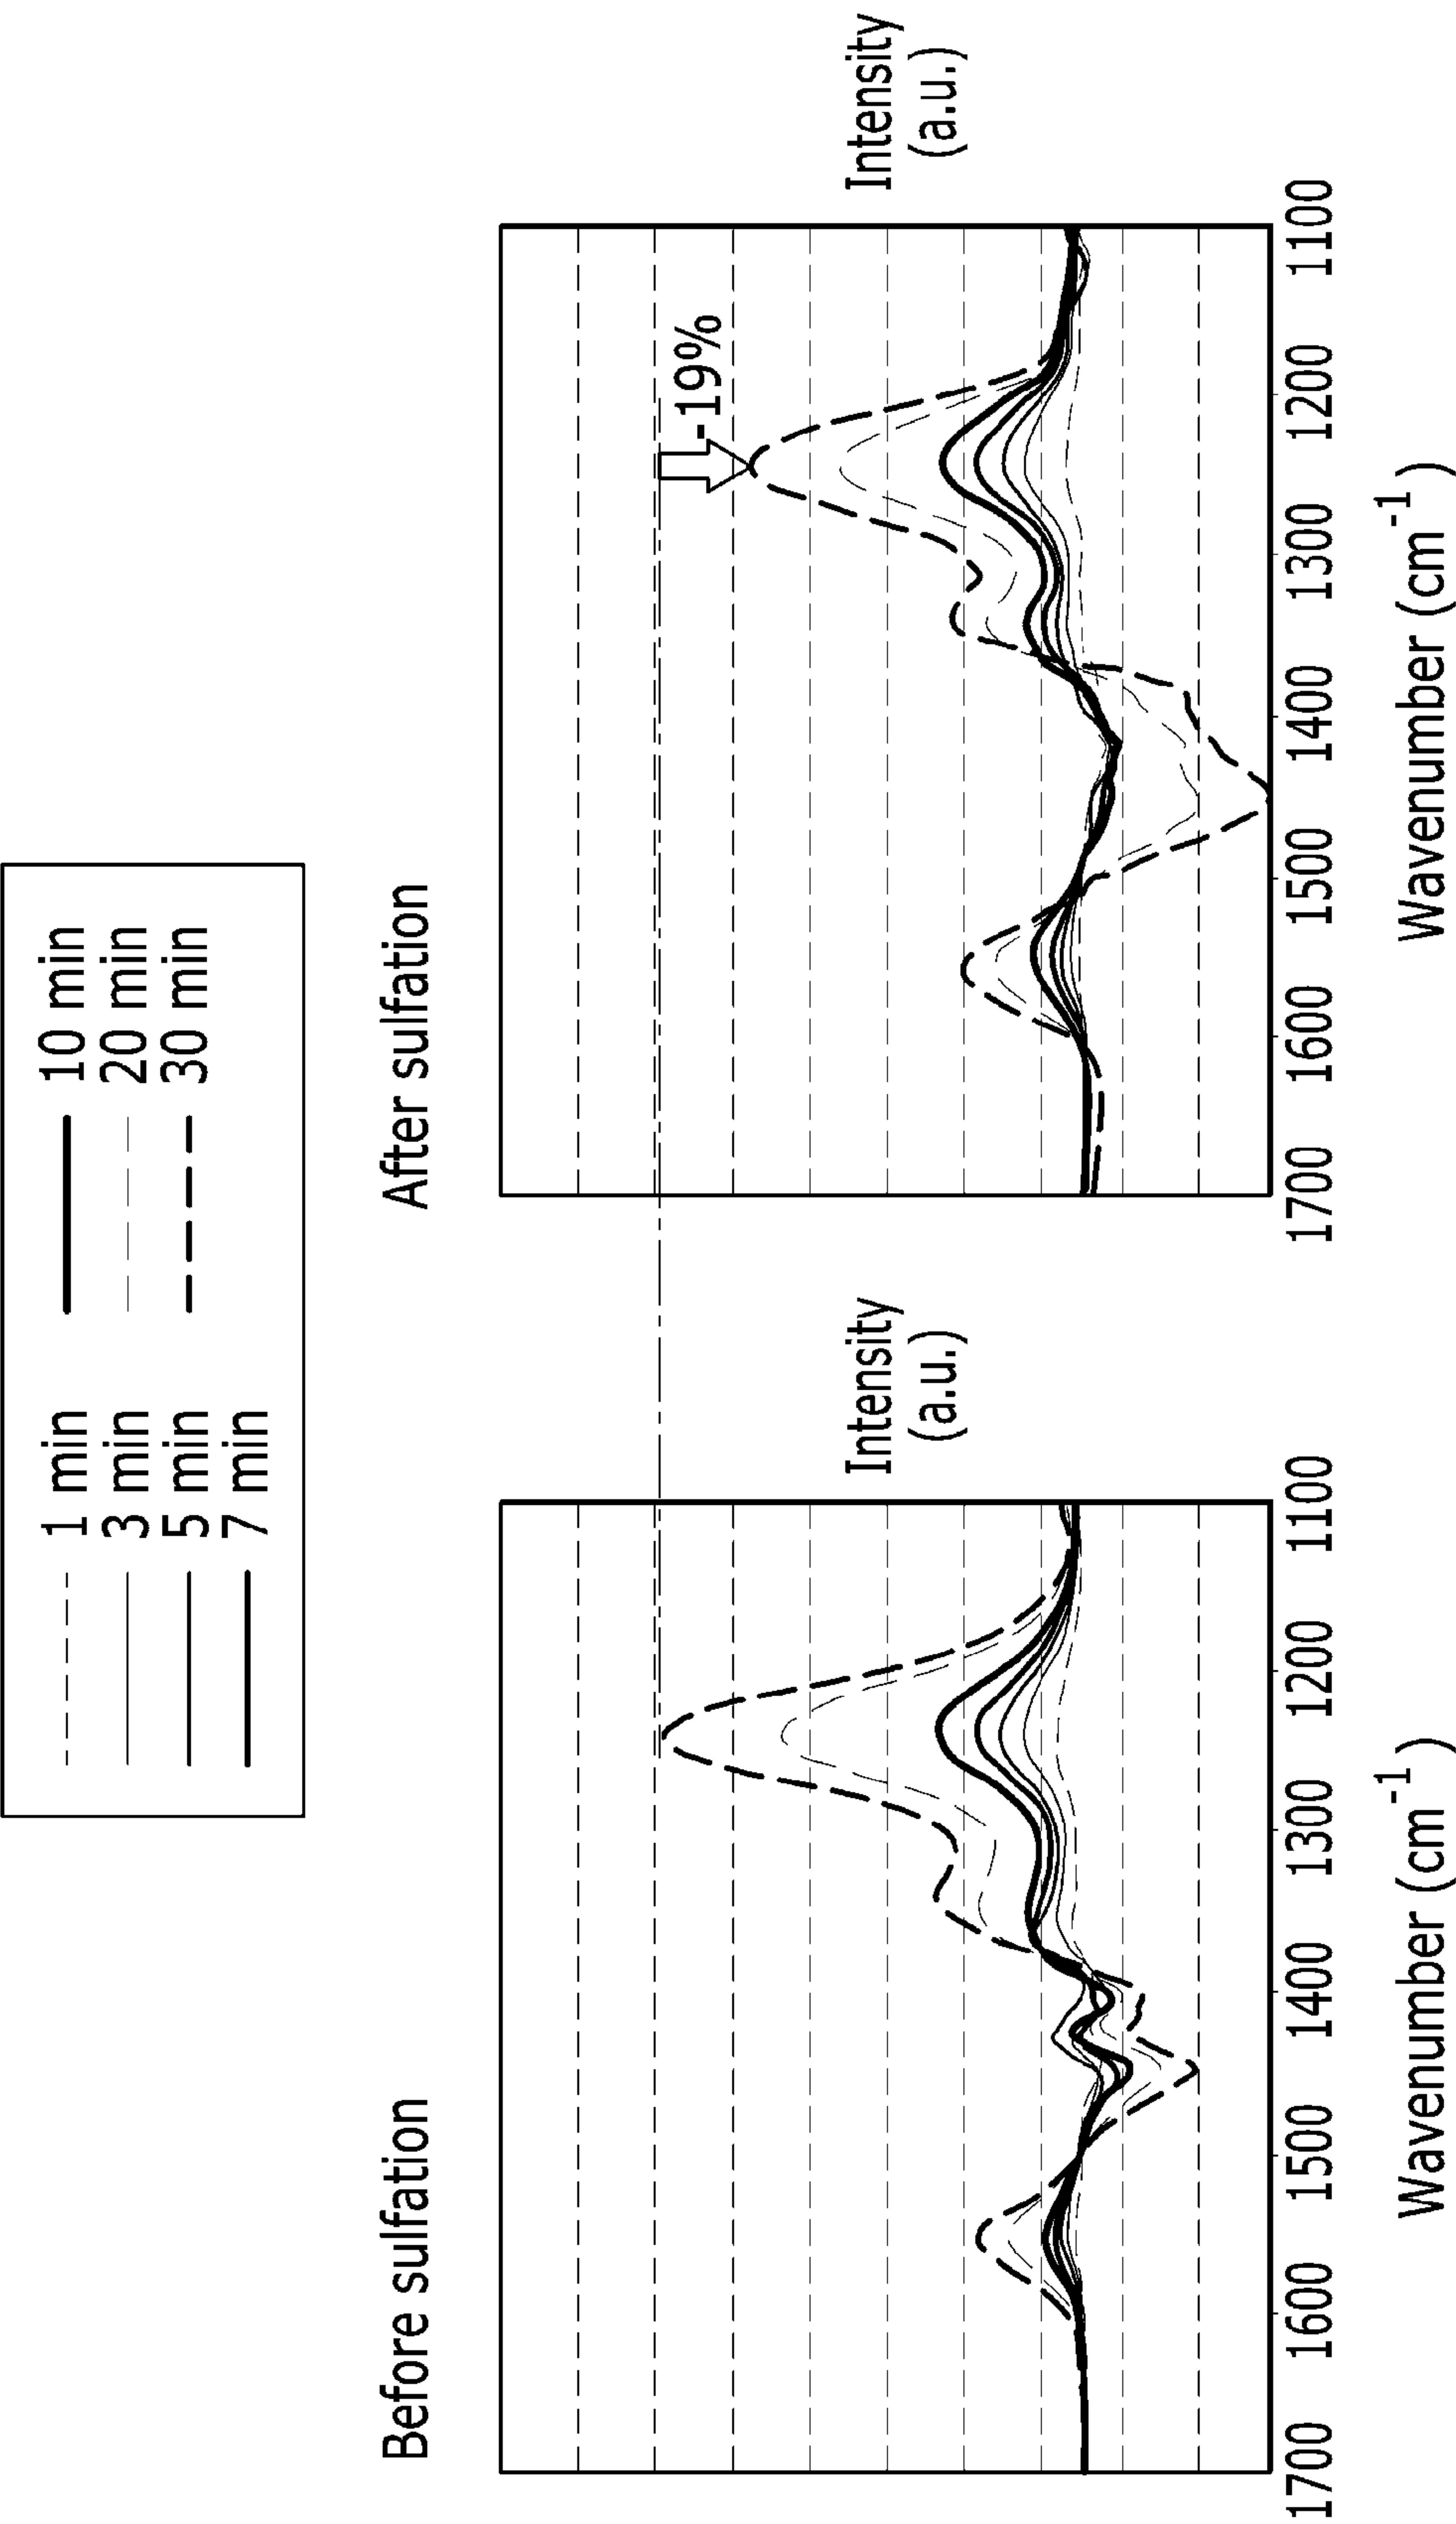 1 min
3 min
5 min
7 min
10 min
20 min
30 min
Before sulfation
Intensity
(a.u.)
1700 1600 1500 1400 1300 1200 1100
Wavenumber (cm⁻¹)
After sulfation
-19%
Intensity
(a.u.)
1700 1600 1500 1400 1300 1200 1100
Wavenumber (cm⁻¹)